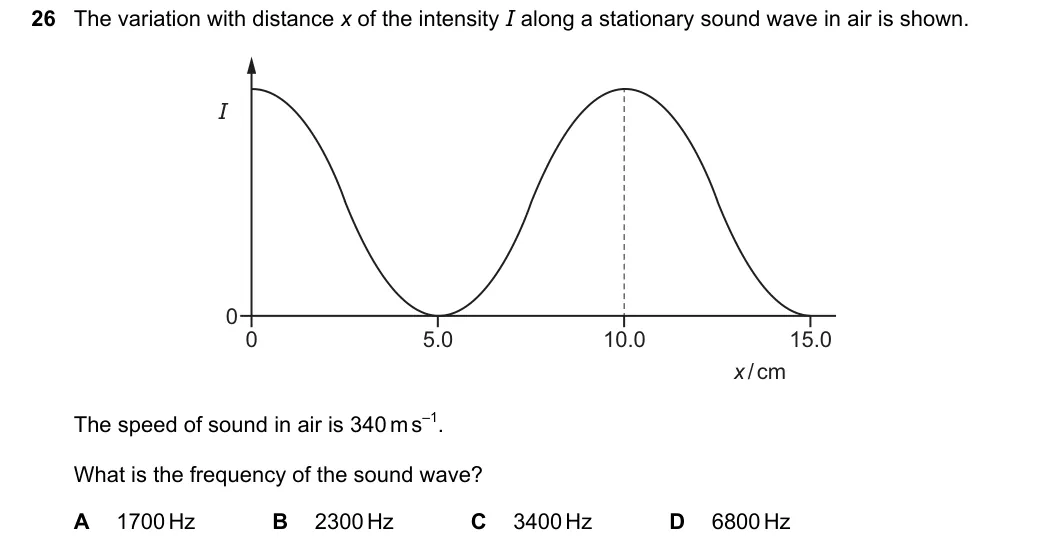 26 The variation with distance x of the intensity I along a stationary sound wave in air is shown.
I
0
0 5.0 10.0 15.0
x / cm
The speed of sound in air is 340 m s⁻¹.
What is the frequency of the sound wave?
A 1700 Hz B 2300 Hz C 3400 Hz D 6800 Hz